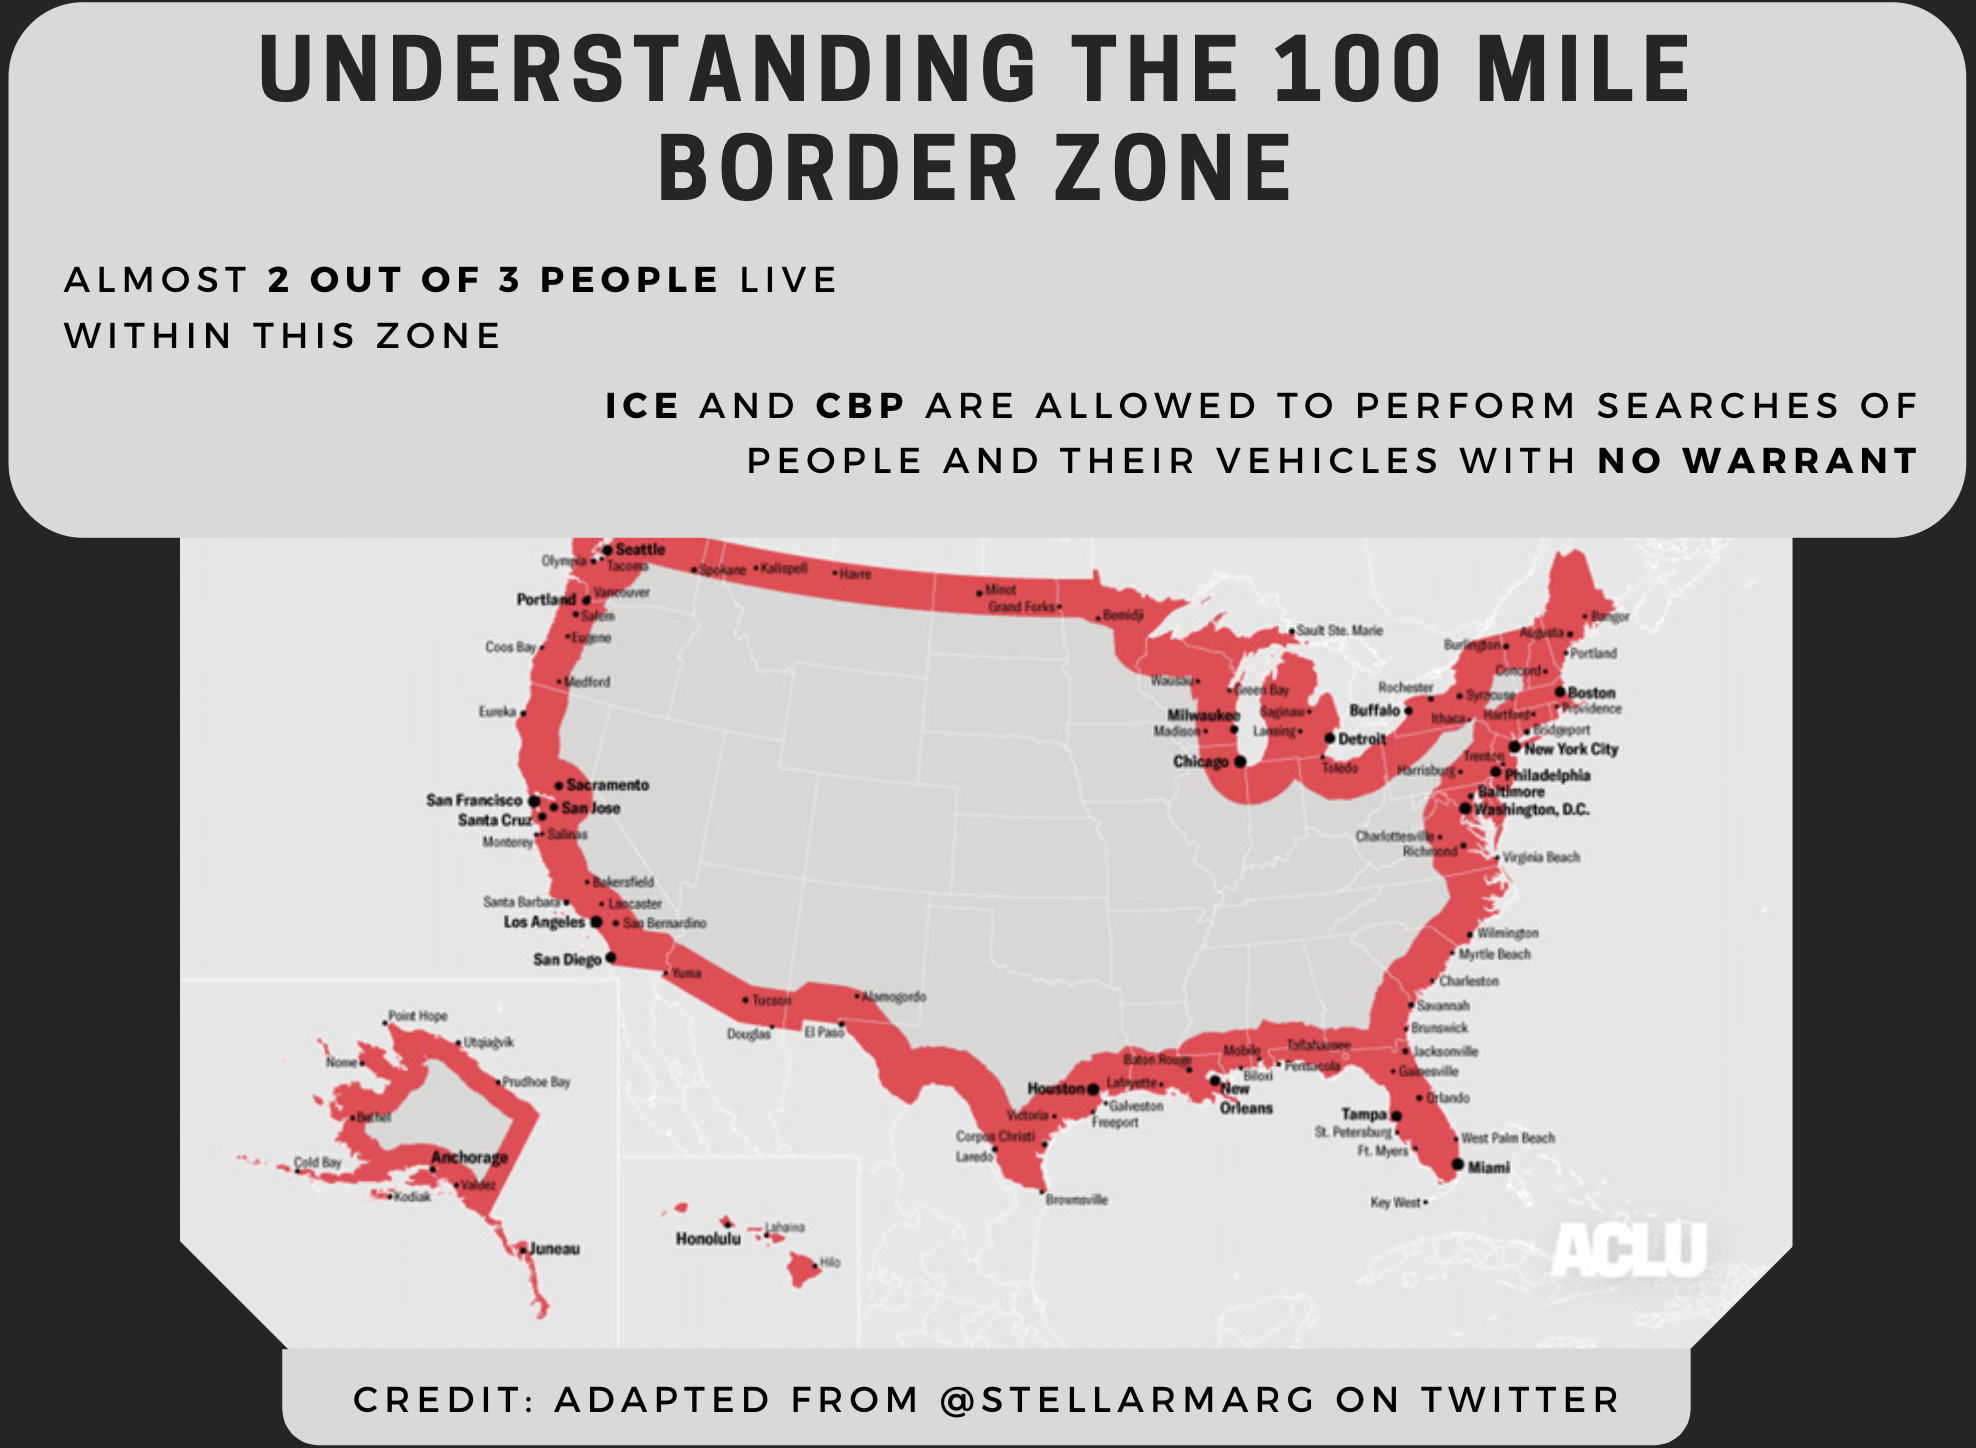 UNDERSTANDING THE 100 MILE
BORDER ZONE
ALMOST 2 OUT OF 3 PEOPLE LIVE
WITHIN THIS ZONE
ICE AND CBP ARE ALLOWED TO PERFORM SEARCHES OF
PEOPLE AND THEIR VEHICLES WITH NO WARRANT
Seattle
Olympia
Tacoma
Spokane
Kalispell
Havre
Vancouver
Portland
Minot
Grand Forks
Bemidji
Salem
Bangor
Eugene
Sault Ste. Marie
Augusta
Coos Bay
Burlington
Portland
Concord
Medford
Wausau
Green Bay
Rochester
Syracuse
Boston
Eureka
Milwaukee
Saginaw
Buffalo
Ithaca
Hartford
Providence
Madison
Lansing
Detroit
Bridgeport
New York City
Chicago
Toledo
Trenton
Harrisburg
Philadelphia
Sacramento
Baltimore
San Francisco
San Jose
Washington, D.C.
Santa Cruz
Salinas
Monterey
Charlottesville
Richmond
Virginia Beach
Bakersfield
Santa Barbara
Lancaster
Los Angeles
San Bernardino
Wilmington
San Diego
Myrtle Beach
Yuma
Charleston
Tucson
Alamogordo
Savannah
Douglas
El Paso
Brunswick
Point Hope
Utqiagvik
Nome
Prudhoe Bay
Bethel
Anchorage
Cold Bay
Valdez
Kodiak
Juneau
Baton Rouge
Mobile
Tallahassee
Jacksonville
Pensacola
Biloxi
Gainesville
Houston
Lafayette
New
Orleans
Galveston
Freeport
Victoria
Orlando
Tampa
St. Petersburg
Corpus Christi
Laredo
West Palm Beach
Ft. Myers
Miami
Brownsville
Key West
Honolulu
Lahaina
Hilo
ACLU
CREDIT: ADAPTED FROM @STELLARMARG ON TWITTER